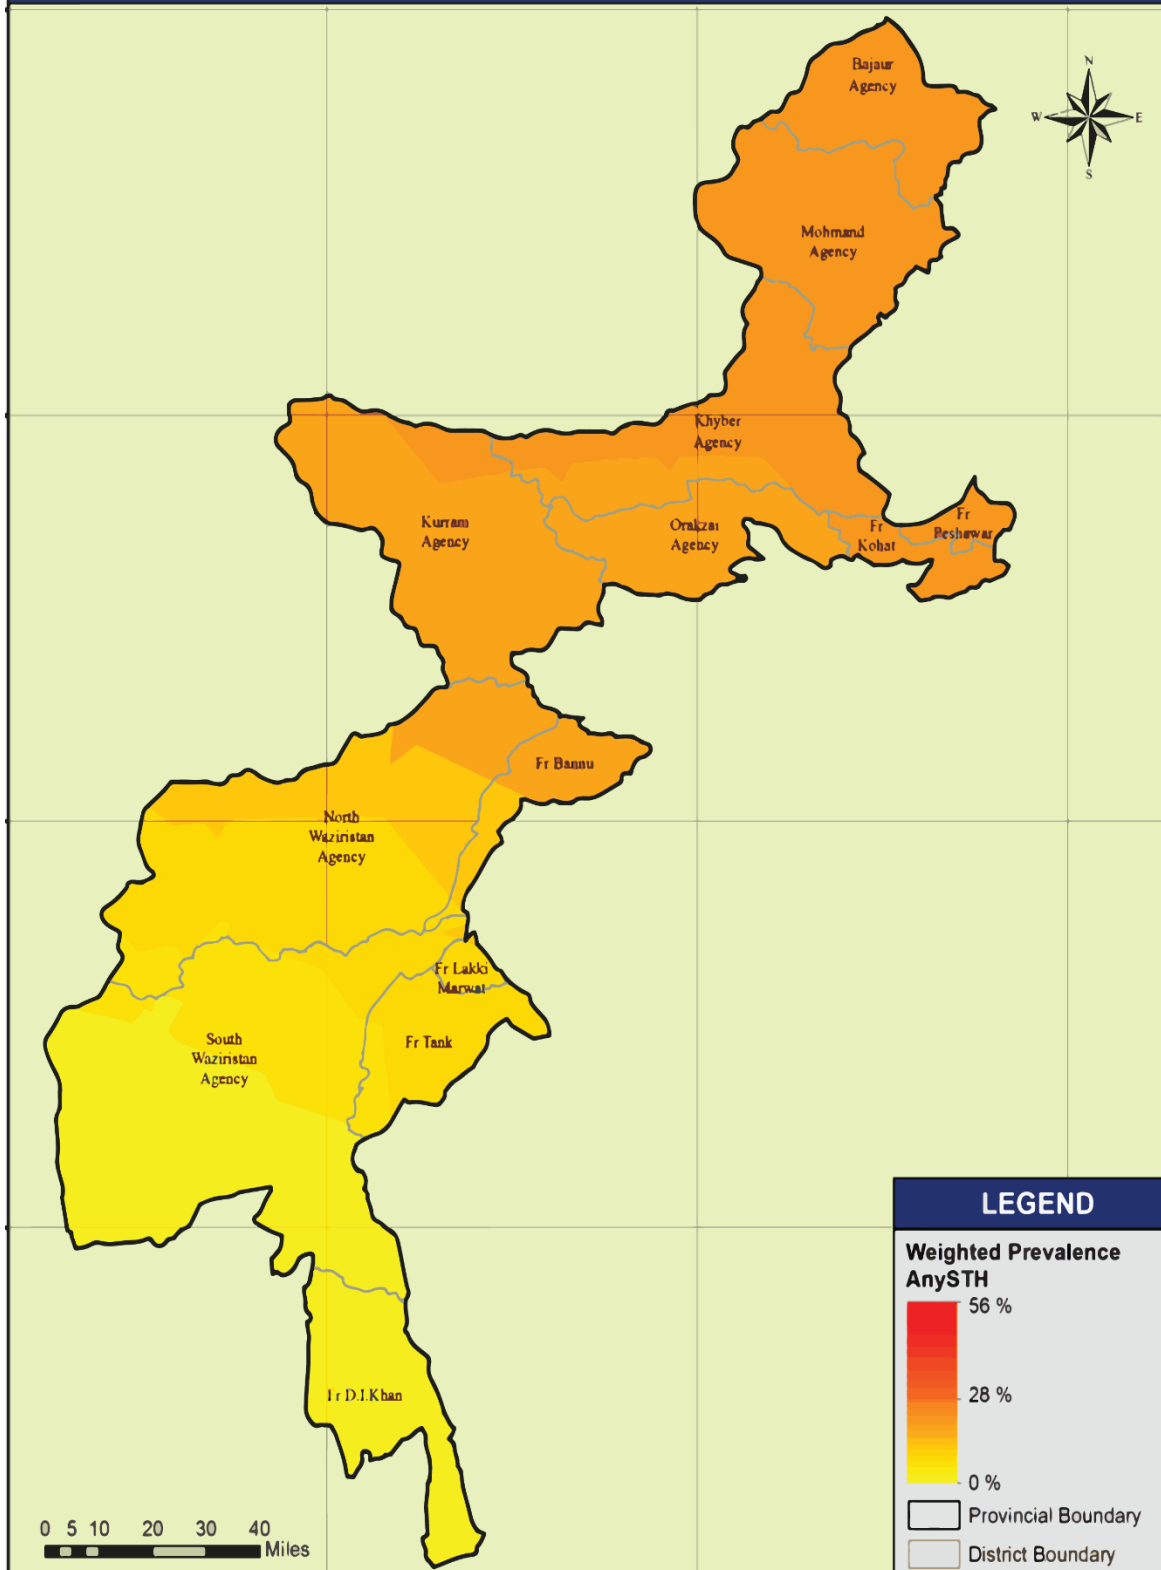 Bajaur
Agency
N
W
E
S
Mohmand
Agency
Khyber
Agency
Kurram
Agency
Orakzai
Agency
Fr
Kohat
Fr
Peshawar
Fr Bannu
North
Waziristan
Agency
Fr Lakki
Marwat
South
Waziristan
Agency
Fr Tank
Fr D.I.Khan
LEGEND
Weighted Prevalence
AnySTH
56 %
28 %
0 %
Provincial Boundary
District Boundary
0 5 10 20 30 40
Miles